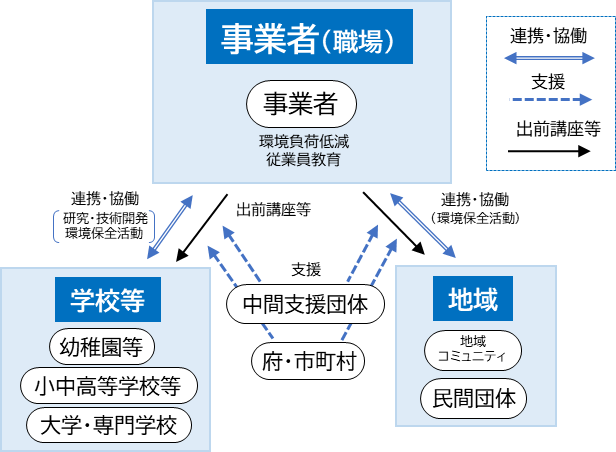 事業者（職場）
事業者
環境負荷低減
従業員教育
連携・協働
支援
出前講座等
連携・協働
研究・技術開発
環境保全活動
出前講座等
連携・協働
（環境保全活動）
支援
中間支援団体
府・市町村
学校等
幼稚園等
小中高等学校等
大学・専門学校
地域
地域
コミュニティ
民間団体